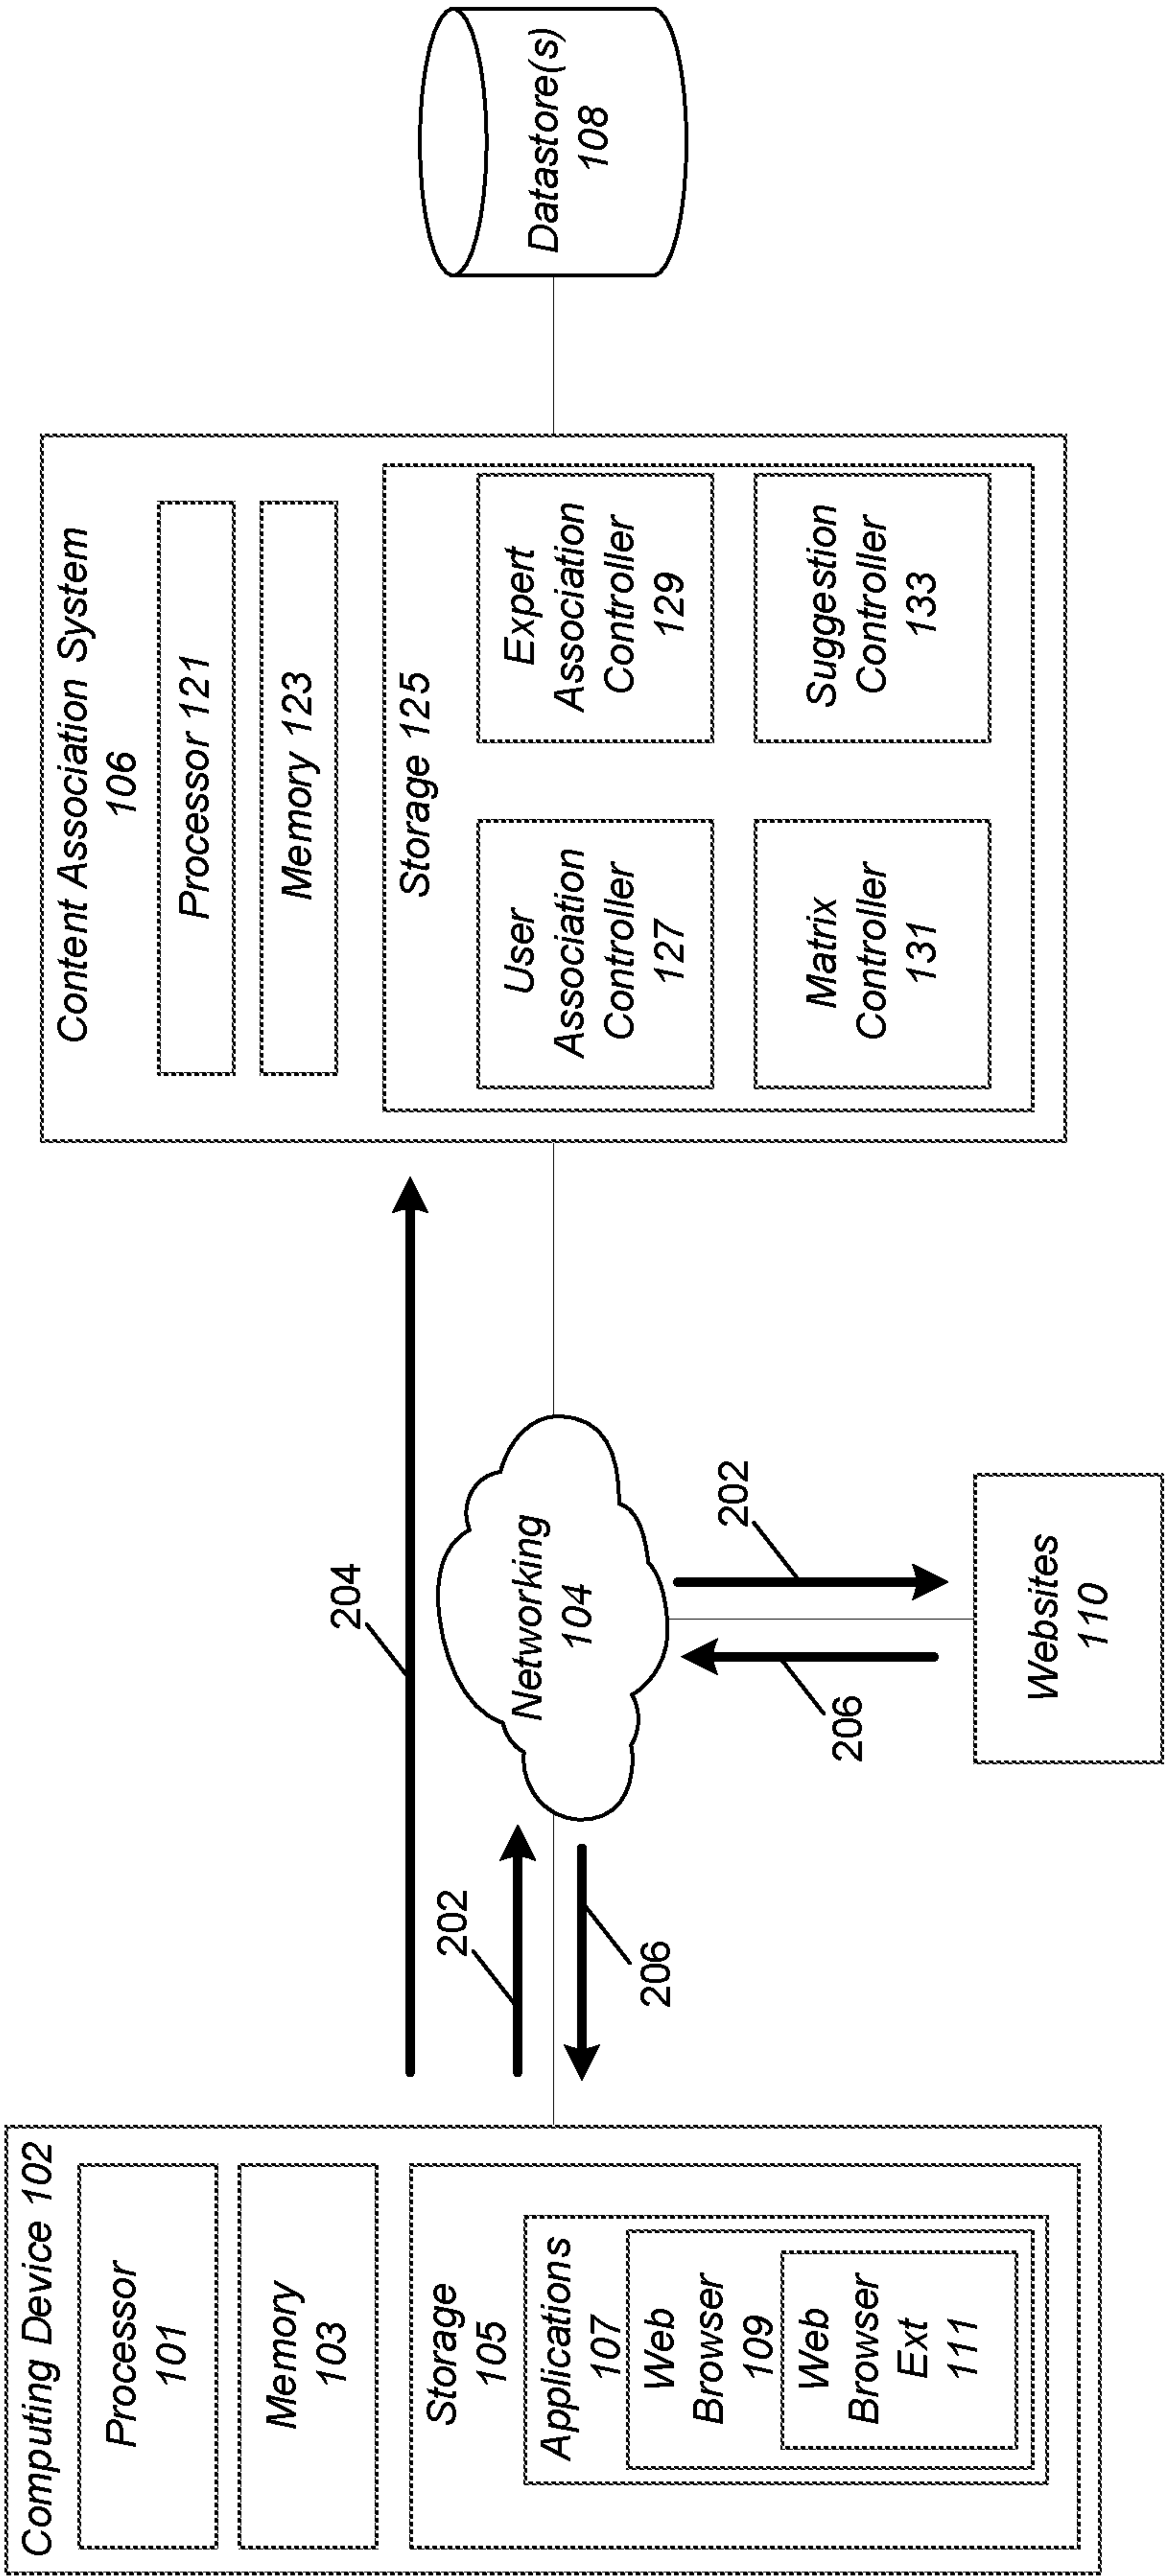 Computing Device 102
Processor
101
Memory
103
Storage
105
Applications
107
Web
Browser
109
Web
Browser
Ext
111
204
202
206
Networking
104
202
206
Websites
110
Content Association System
106
Processor 121
Memory 123
Storage 125
User
Association
Controller
127
Expert
Association
Controller
129
Matrix
Controller
131
Suggestion
Controller
133
Datastore(s)
108